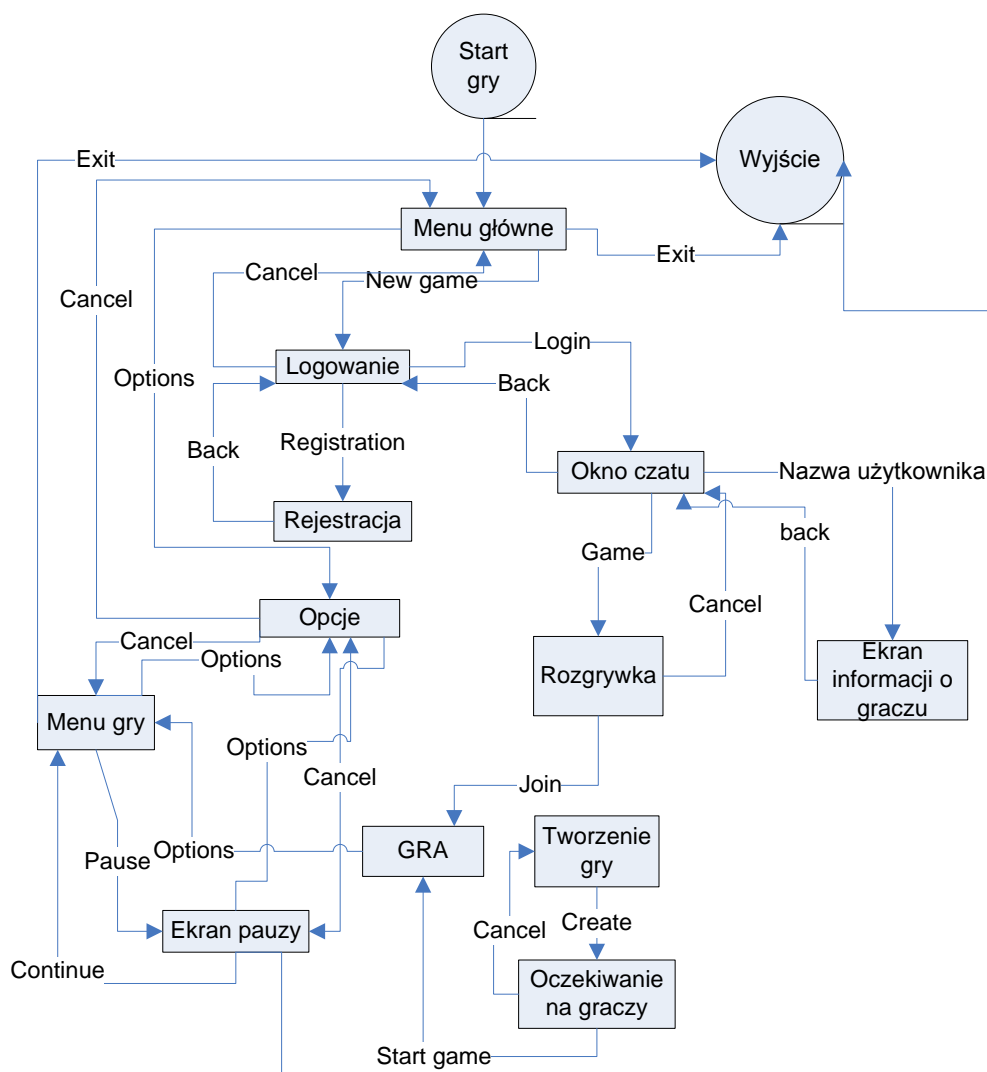 Start
gry
Exit
Wyjście
Menu główne
Exit
Cancel
New game
Cancel
Login
Logowanie
Options
Back
Back
Registration
Okno czatu
Nazwa użytkownika
Rejestracja
back
Game
Cancel
Opcje
Cancel
Options
Rozgrywka
Ekran
informacji o
graczu
Menu gry
Options
Cancel
Join
Options
GRA
Tworzenie
gry
Pause
Ekran pauzy
Cancel
Create
Continue
Oczekiwanie
na graczy
Start game